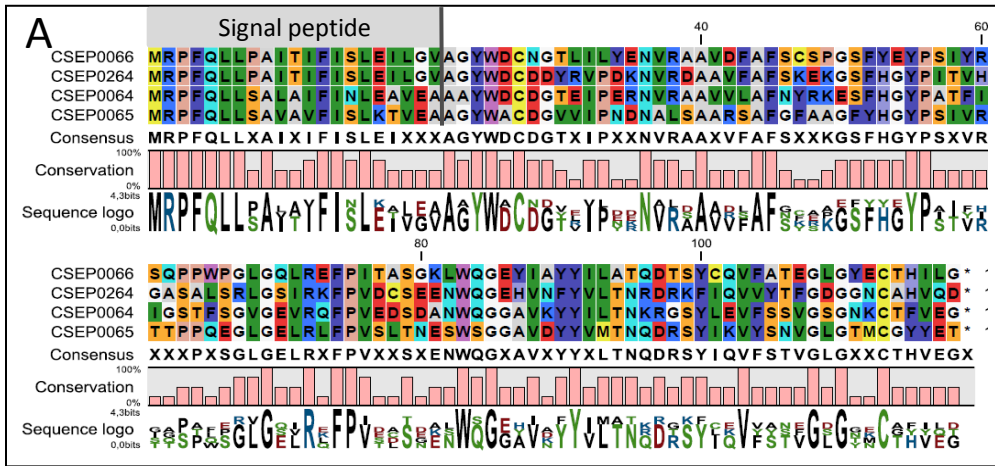 A
Signal peptide
40
60
CSEP0066 MRPFQLLPAITIFISLEILGVAGYWDCNGTLILYENVRAAVDFAFSCSPGSFYEYPSIYR
CSEP0264 MRPFQLLPAITIFISLEILGVAGYWDCDDYRVPDKNVRDAAVFAFSKEKGSFHGYPITVH
CSEP0064 MRPFQLLSALAIFINLEAVEAAAYWDCDGTEIPERNVRAAVVLAFNYRKESFHGYPATFI
CSEP0065
Consensus MRPFQLLXAIXIFISLEIXXXAGYWDCDGTXIPXXNVRAAXVFAFSXXKGSFHGYPSXVR
100%
Conservation
0%
4,3bits
Sequence logo
0,0bits
80
100
CSEP0066 SQPPWPGLGQLREFPITASGKLWQGEYIAYYILATQDTSYCQVFATEGLGYECTHILG*
CSEP0264 GASALSRLGSIRKFPVDCSEENWQGEHVNFYVLTNRDRKFIQVVYTFGDGGNCAHVQD*
CSEP0064 IGSTFSGVGEVRQFPVEDSDANWQGGAVKYYILTNKRGSYLEVFSSVGSGNKCTFVEG*
CSEP0065 TTPPQEGLGELRLFPVSLTNESWSGGAVDYYVMTNQDRSYIKVYSNVGLGTMCGYYET*
Consensus XXXPXSGLGELRXFPVXXSXENWQGXAVXYYXLTNQDRSYIQVFSTVGLGXXCTHVEGX
100%
Conservation
0%
4,3bits
Sequence logo
0,0bits